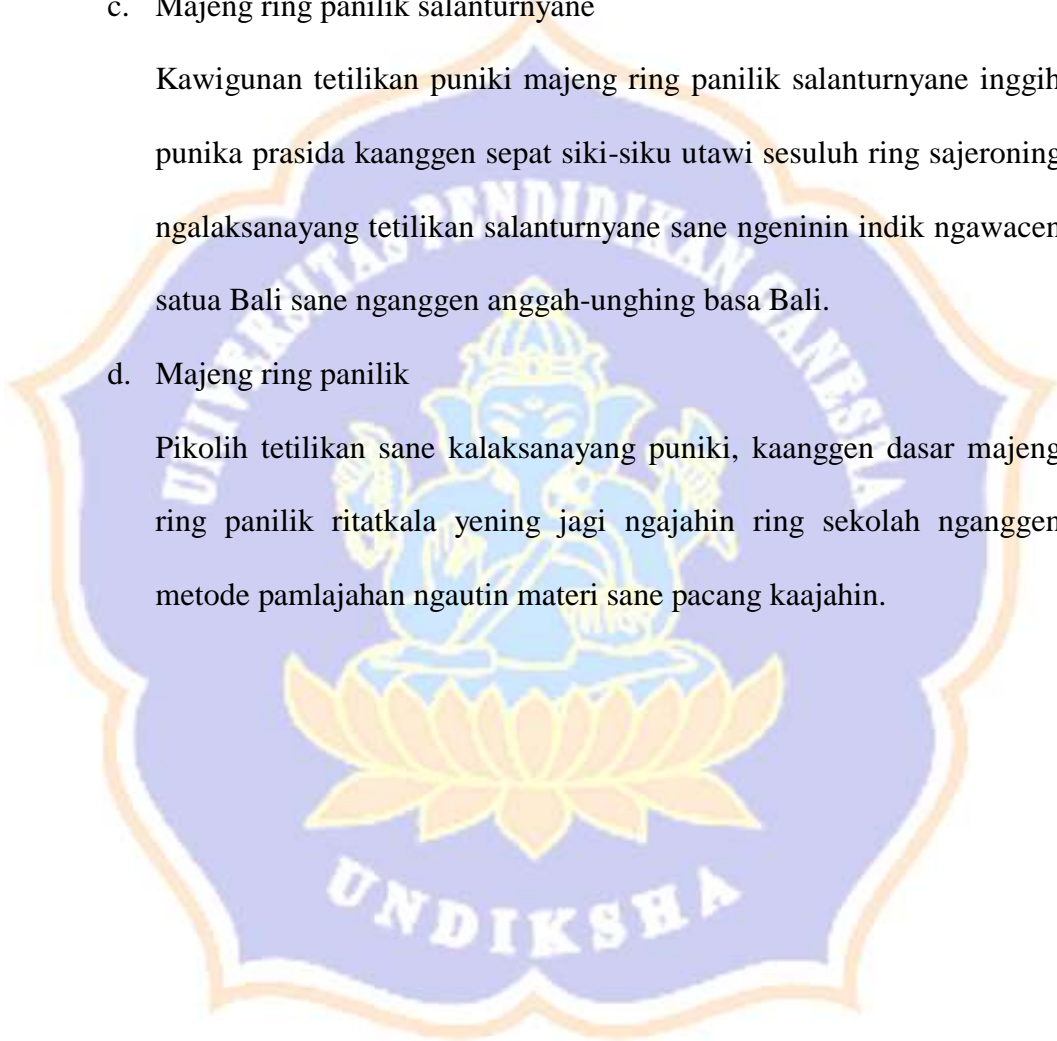 c. Majeng ring panilik salanturnyane
Kawigunan tetilikan puniki majeng ring panilik salanturnyane inggih
punika prasida kaanggen sepat siki-siku utawi sesuluh ring sajeroning
ngalaksanayang tetilikan salanturnyane sane ngeninin indik ngawacen
satua Bali sane nganggen anggah-unghing basa Bali.
d. Majeng ring panilik
Pikolih tetilikan sane kalaksanayang puniki, kaanggen dasar majeng
ring panilik ritatkala yening jagi ngajahin ring sekolah nganggen
metode pamlajahan ngautin materi sane pacang kaajahin.
UNIVERSITAS PENDIDIKAN GANESHA
UNDIKSHA